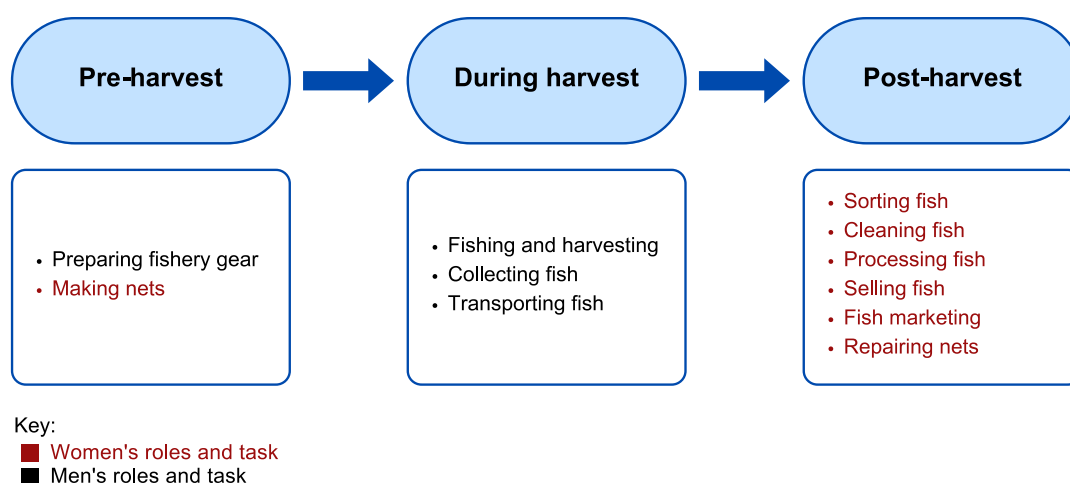 Pre-harvest
During harvest
Post-harvest
• Preparing fishery gear
• Making nets
• Fishing and harvesting
• Collecting fish
• Transporting fish
• Sorting fish
• Cleaning fish
• Processing fish
• Selling fish
• Fish marketing
• Repairing nets
Key:
Women's roles and task
Men's roles and task